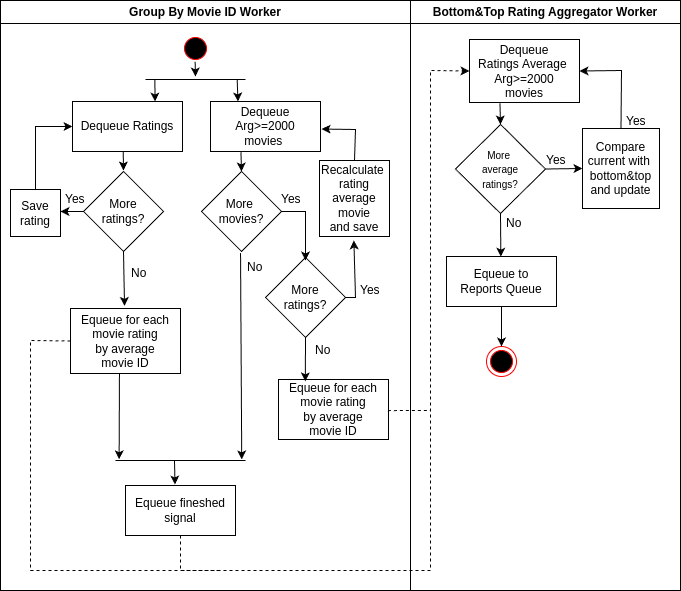 Group By Movie ID Worker
Bottom&Top Rating Aggregator Worker
Dequeue Ratings
Dequeue
Arg>=2000
movies
Yes
Save
rating
More
ratings?
No
More
movies?
Yes
No
Recalculate
rating
average
movie
and save
More
ratings?
Yes
No
Equeue for each
movie rating
by average
movie ID
Equeue for each
movie rating
by average
movie ID
Equeue fineshed
signal
Dequeue
Ratings Average
Arg>=2000
movies
Yes
More
average
ratings?
Yes
Compare
current with
bottom&top
and update
No
Equeue to
Reports Queue